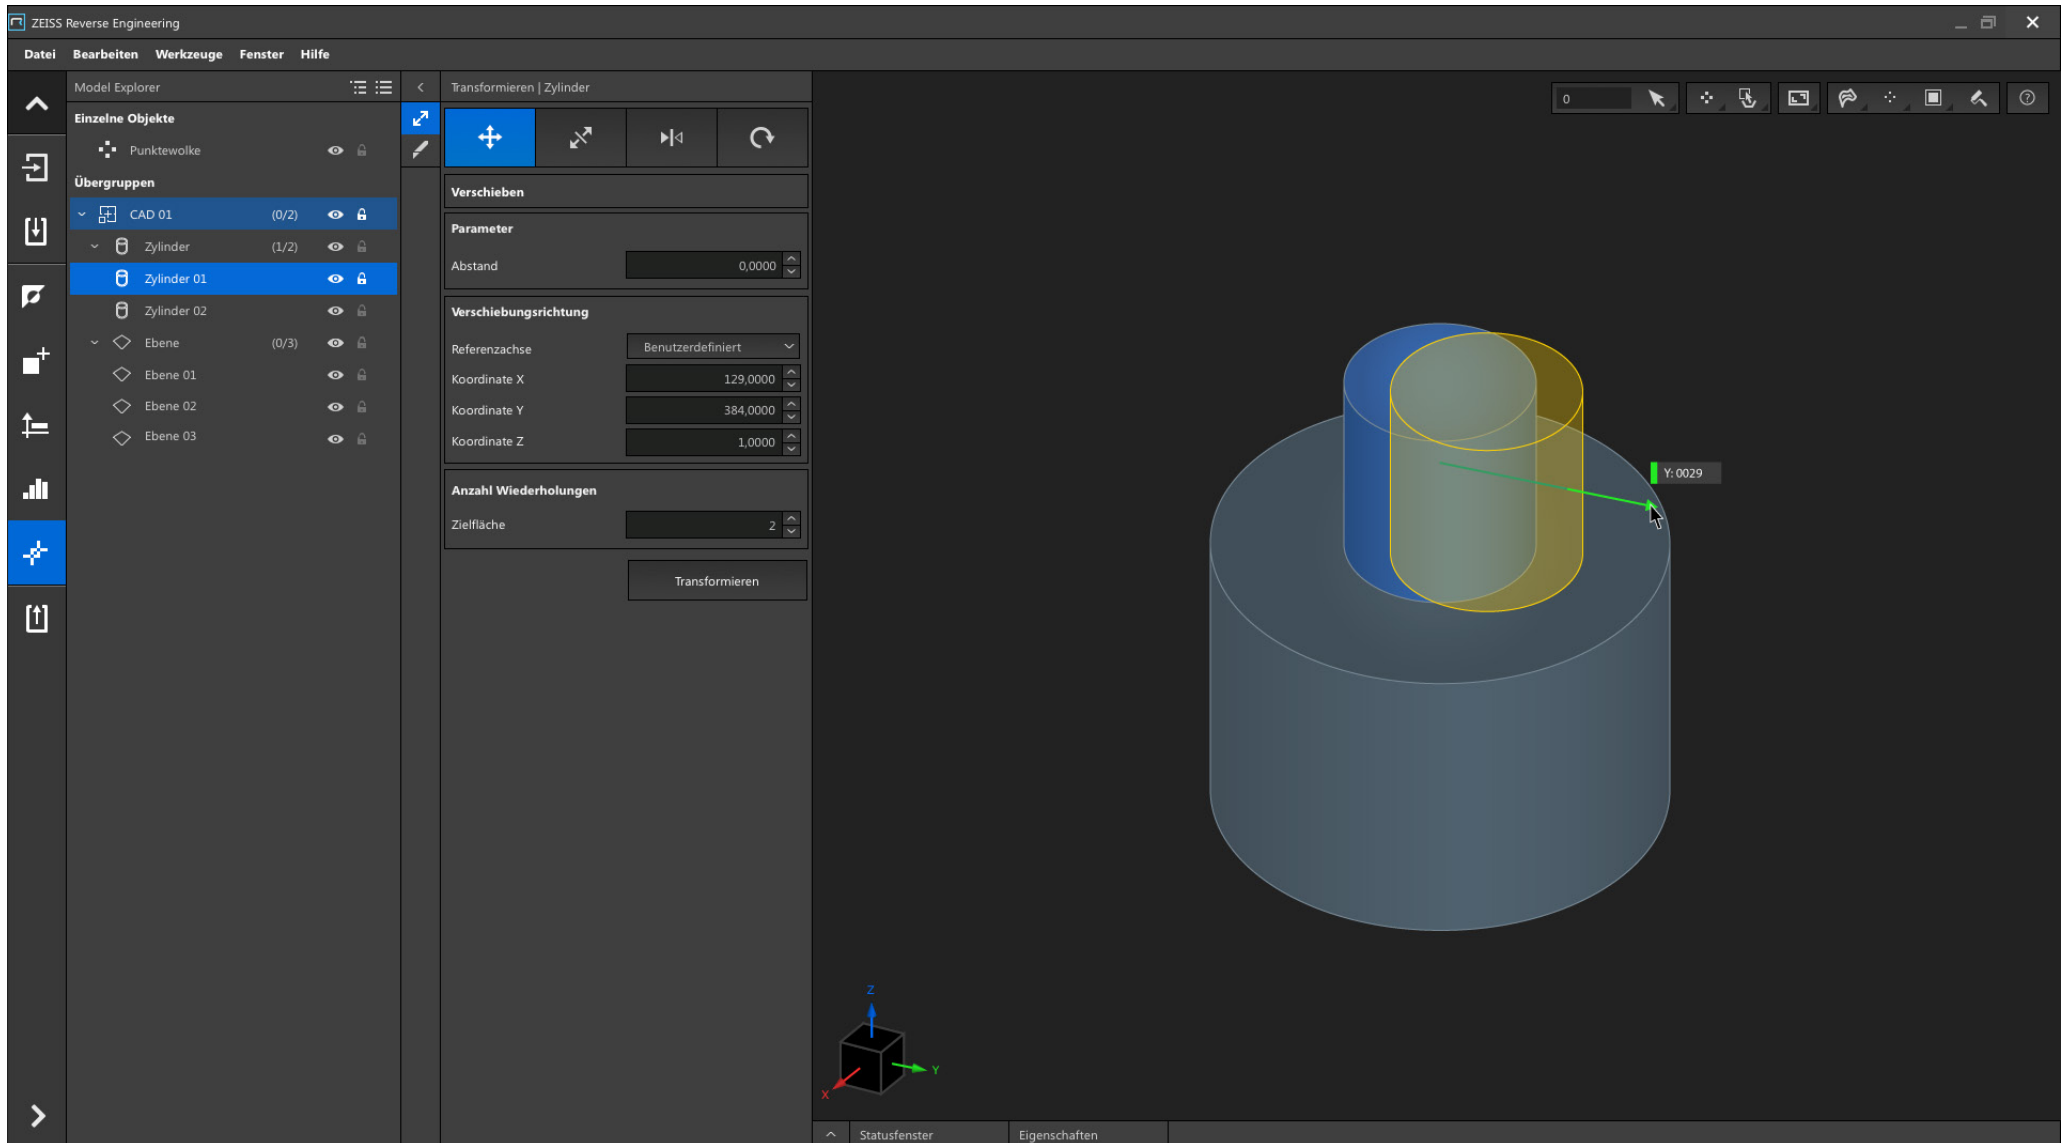 ZEISS Reverse Engineering
Datei Bearbeiten Werkzeuge Fenster Hilfe
Model Explorer
Einzelne Objekte
Punktewolke
Übergruppen
CAD 01 (0/2)
Zylinder (1/2)
Zylinder 01
Zylinder 02
Ebene (0/3)
Ebene 01
Ebene 02
Ebene 03
Transformieren | Zylinder
Verschieben
Parameter
Abstand 0,0000
Verschiebungsrichtung
Referenzachse Benutzerdefiniert
Koordinate X 129,0000
Koordinate Y 384,0000
Koordinate Z 1,0000
Anzahl Wiederholungen
Zielfläche 2
Transformieren
0
Y: 0029
Z
Y
X
Statusfenster Eigenschaften